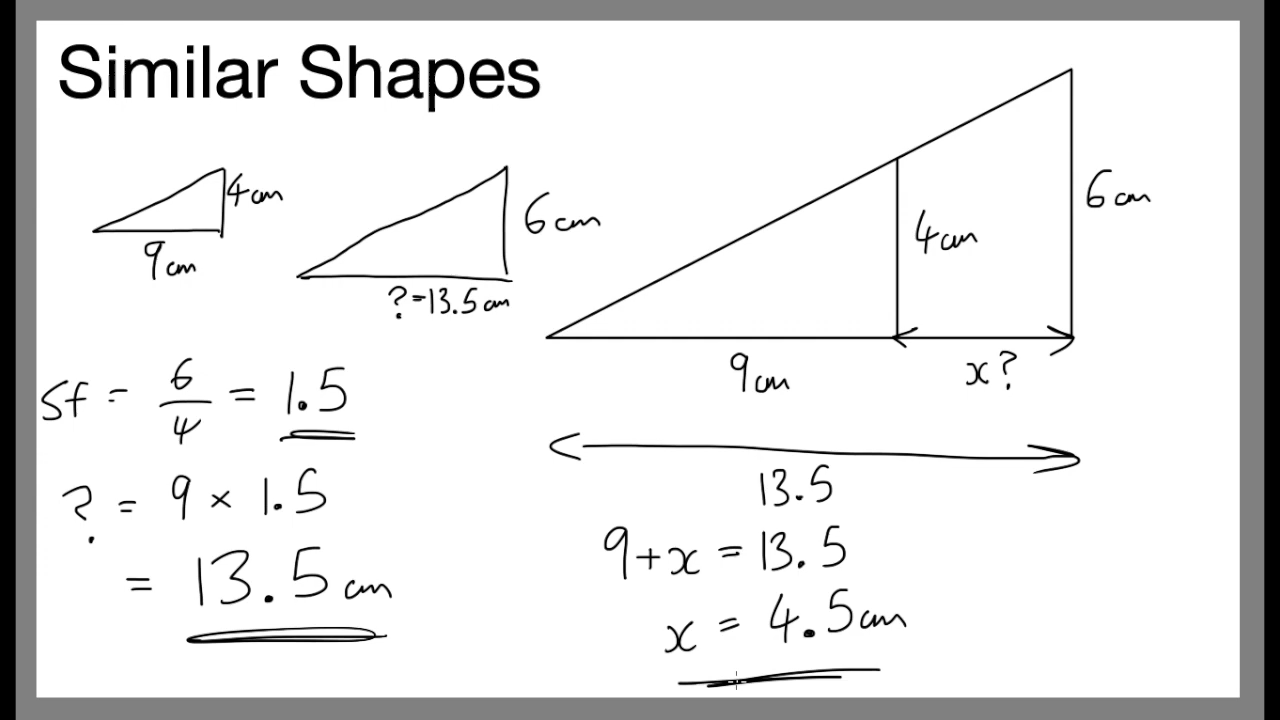 Similar Shapes
4cm
9cm
6cm
?=13.5cm
Sf = 6/4 = 1.5
? = 9 × 1.5
= 13.5cm
6cm
4cm
9cm
x?
13.5
9+x = 13.5
x = 4.5cm